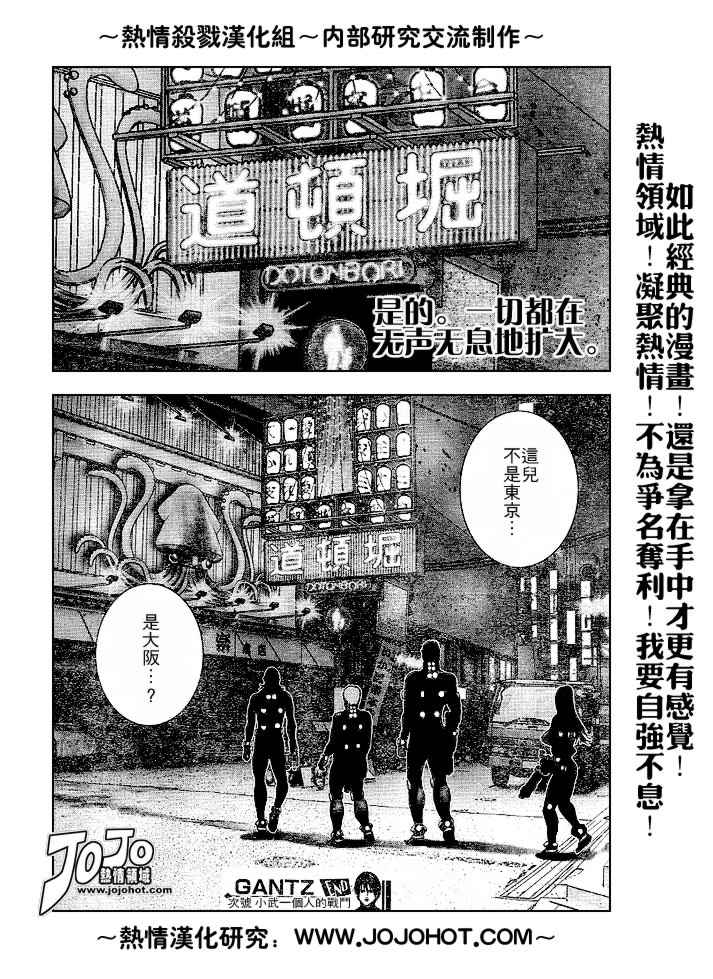 ~熱情殺戮漢化組~内部研究交流制作~
道頓堀
DOTONBORI
是的。一切都在
无声无息地扩大。
如此經典的漫畫！還是拿在手中才更有感覺！
熱情領域！凝聚熱情！不為爭名奪利！我要自強不息！
這兒
不是東京…
道頓堀
DOTONBORI
是大阪…？
JOJO
熱情領域
www.jojohot.com
GANTZ END
次號 小武一個人的戰鬥
~熱情漢化研究：WWW.JOJOHOT.COM~